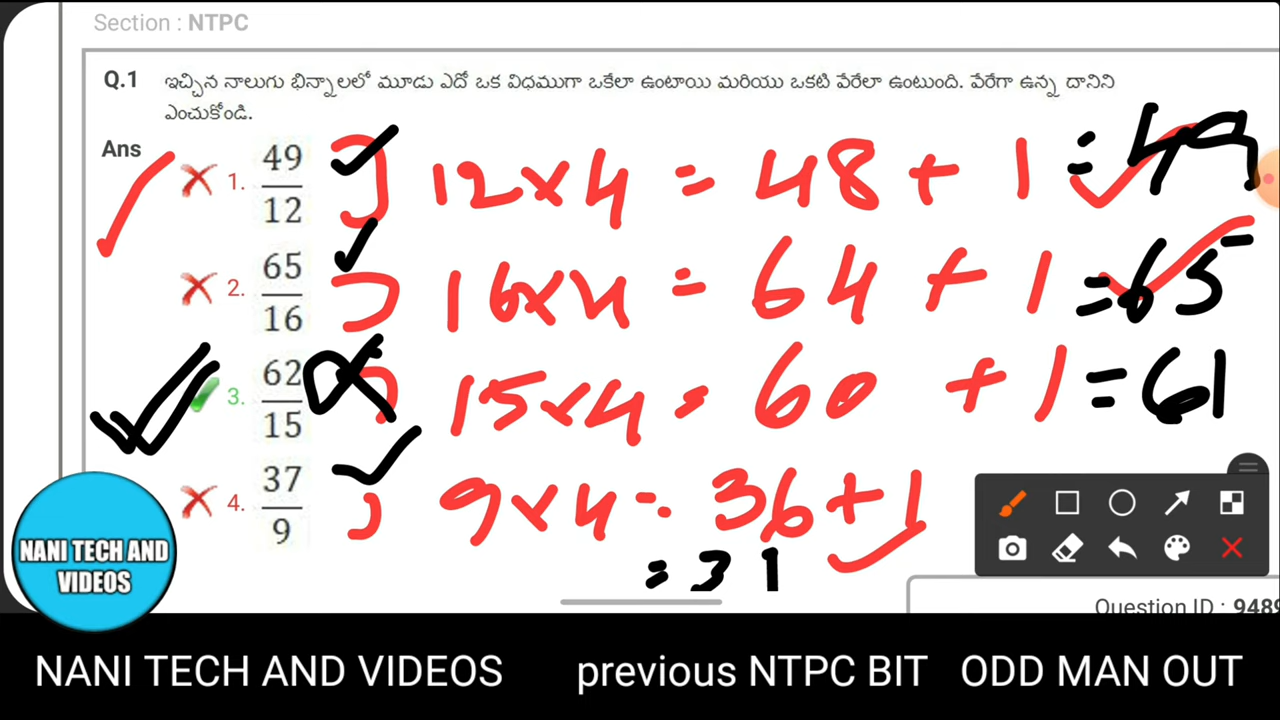 Section : NTPC
Q.1 ఇచ్చిన నాలుగు భిన్నాలలో మూడు ఎదో ఒక విధముగా ఒకేలా ఉంటాయి మరియు ఒకటి వేరేలా ఉంటుంది. వేరేగా ఉన్న దానిని
ఎంచుకోండి.
Ans
1. 49/12 12×4 = 48 + 1 = 49
2. 65/16 16×4 = 64 + 1 = 65
3. 62/15 15×4 = 60 + 1 = 61
4. 37/9 9×4 = 36+1
= 31
NANI TECH AND
VIDEOS
Question ID : 9489
NANI TECH AND VIDEOS previous NTPC BIT ODD MAN OUT